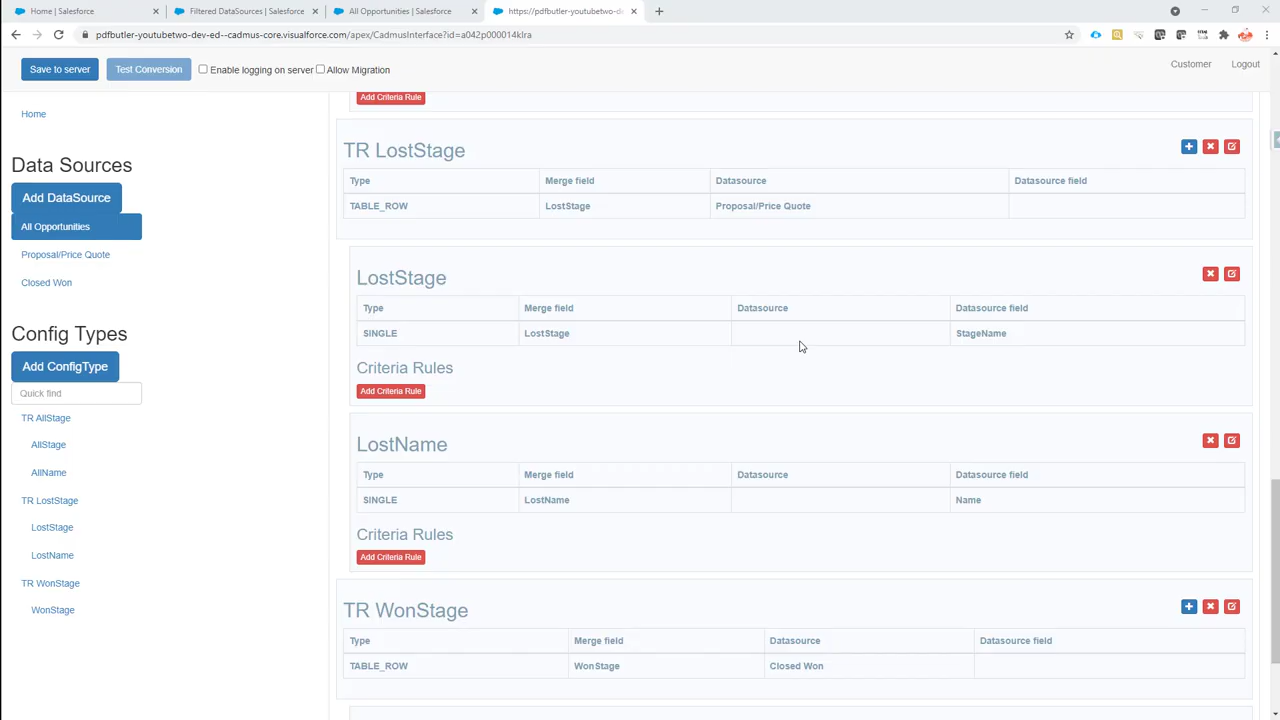 Home | Salesforce
Filtered DataSources | Salesforce
All Opportunities | Salesforce
https://pdfbutler-youtubetwo-de
pdfbutler-youtubetwo-dev-ed--cadmus-core.visualforce.com/apex/CadmusInterface?id=a042p000014klra
Save to server
Test Conversion
Enable logging on server
Allow Migration
Customer
Logout
Home
Data Sources
Add DataSource
All Opportunities
Proposal/Price Quote
Closed Won
Config Types
Add ConfigType
Quick find
TR AllStage
AllStage
AllName
TR LostStage
LostStage
LostName
TR WonStage
WonStage
Add Criteria Rule
TR LostStage
Type Merge field Datasource Datasource field
TABLE_ROW LostStage Proposal/Price Quote
LostStage
Type Merge field Datasource Datasource field
SINGLE LostStage StageName
Criteria Rules
Add Criteria Rule
LostName
Type Merge field Datasource Datasource field
SINGLE LostName Name
Criteria Rules
Add Criteria Rule
TR WonStage
Type Merge field Datasource Datasource field
TABLE_ROW WonStage Closed Won